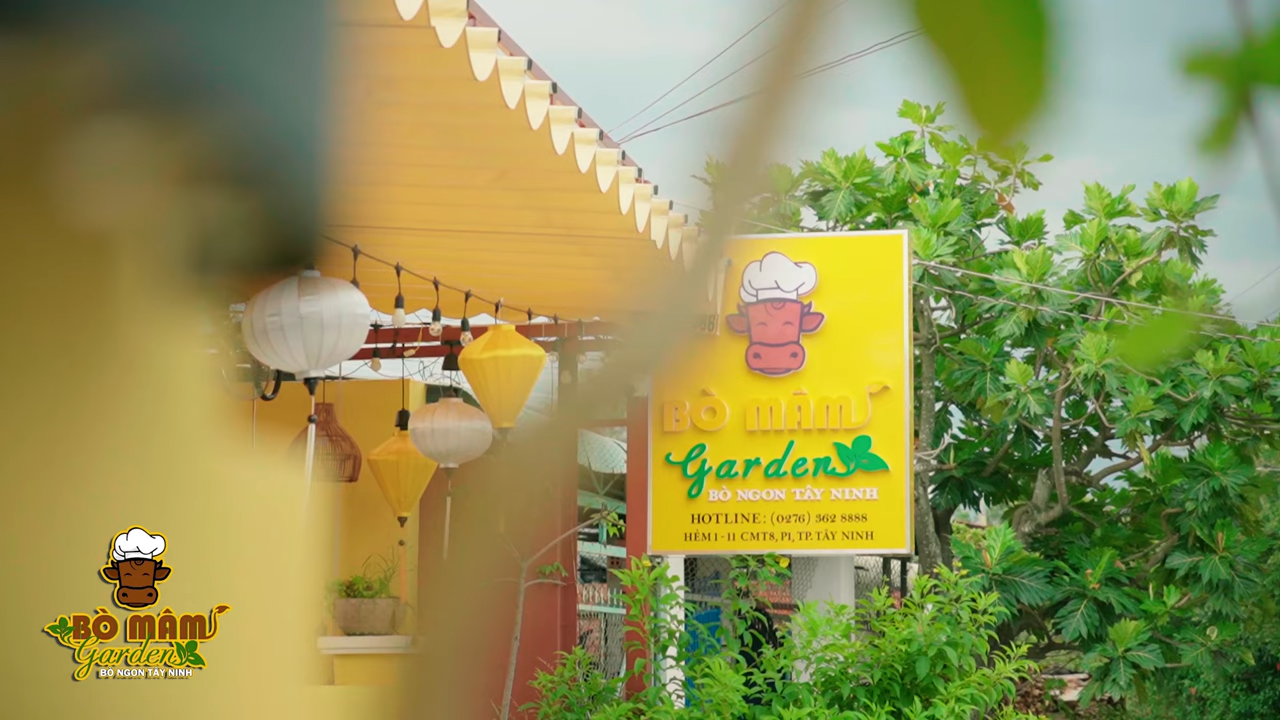 BÒ MÂM
Garden
BÒ NGON TÂY NINH
HOTLINE: (0276) 362 8888
HẺM 1 - 11 CMT8, P1, TP. TÂY NINH
BÒ MÂM
Gardens
BÒ NGON TÂY NINH